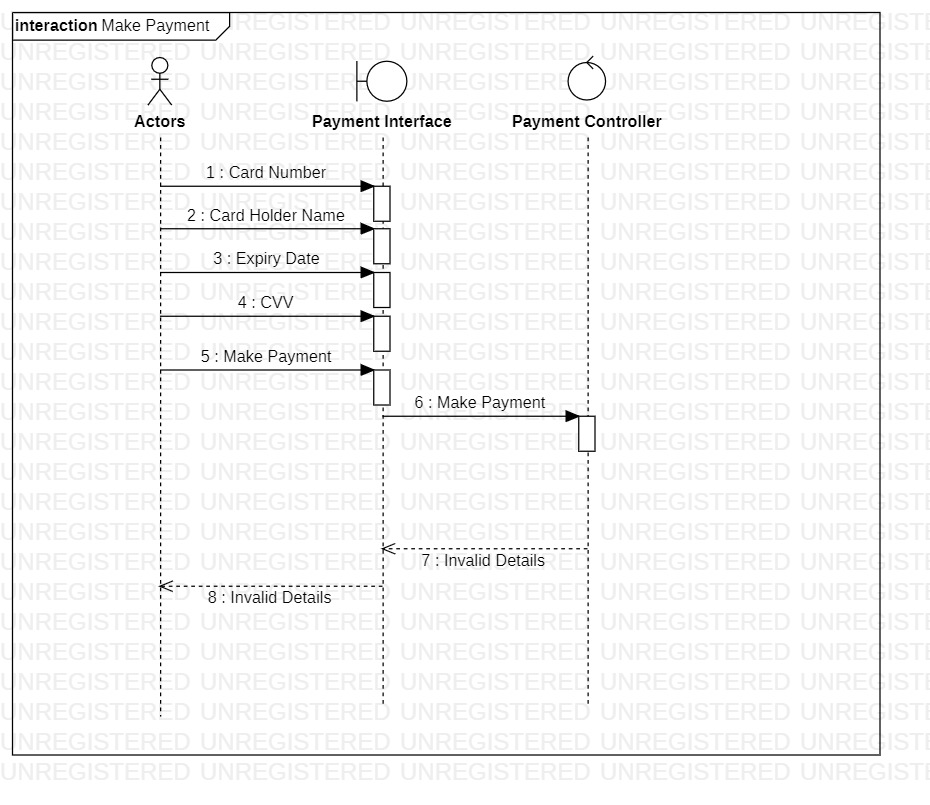 interaction Make Payment
Actors
Payment Interface
Payment Controller
1 : Card Number
2 : Card Holder Name
3 : Expiry Date
4 : CVV
5 : Make Payment
6 : Make Payment
7 : Invalid Details
8 : Invalid Details
UNREGISTERED